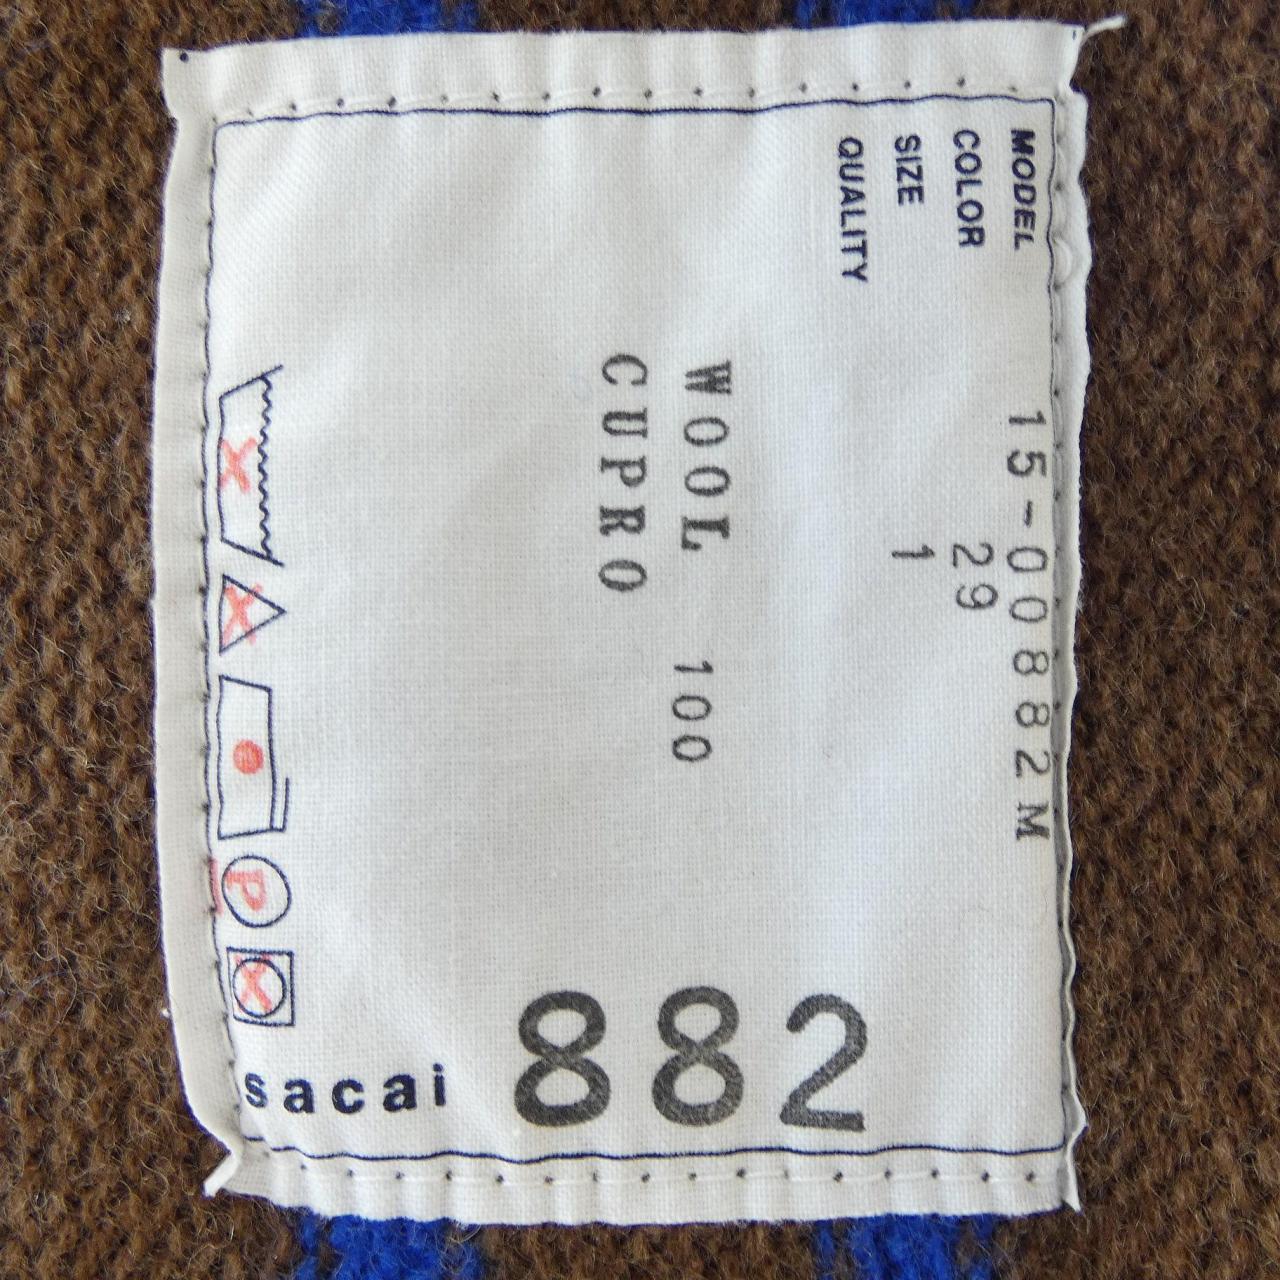 MODEL 15-00882M
COLOR 29
SIZE 1
QUALITY
WOOL 100
CUPRO
P
882
sacai